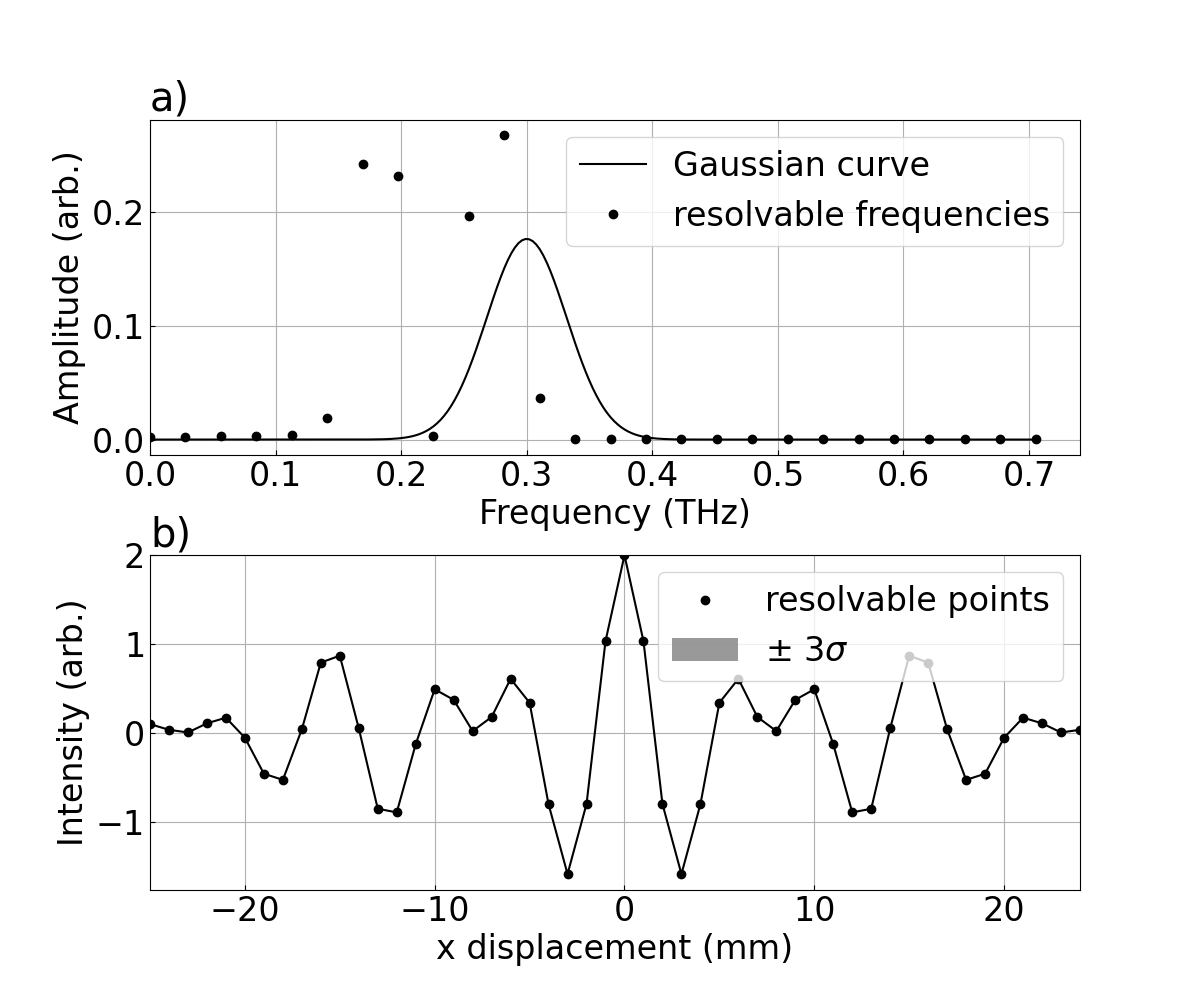 a)
Amplitude (arb.)
0.2
0.1
0.0
Gaussian curve
resolvable frequencies
0.0 0.1 0.2 0.3 0.4 0.5 0.6 0.7
Frequency (THz)
b)
Intensity (arb.)
2
1
0
−1
resolvable points
± 3σ
−20 −10 0 10 20
x displacement (mm)